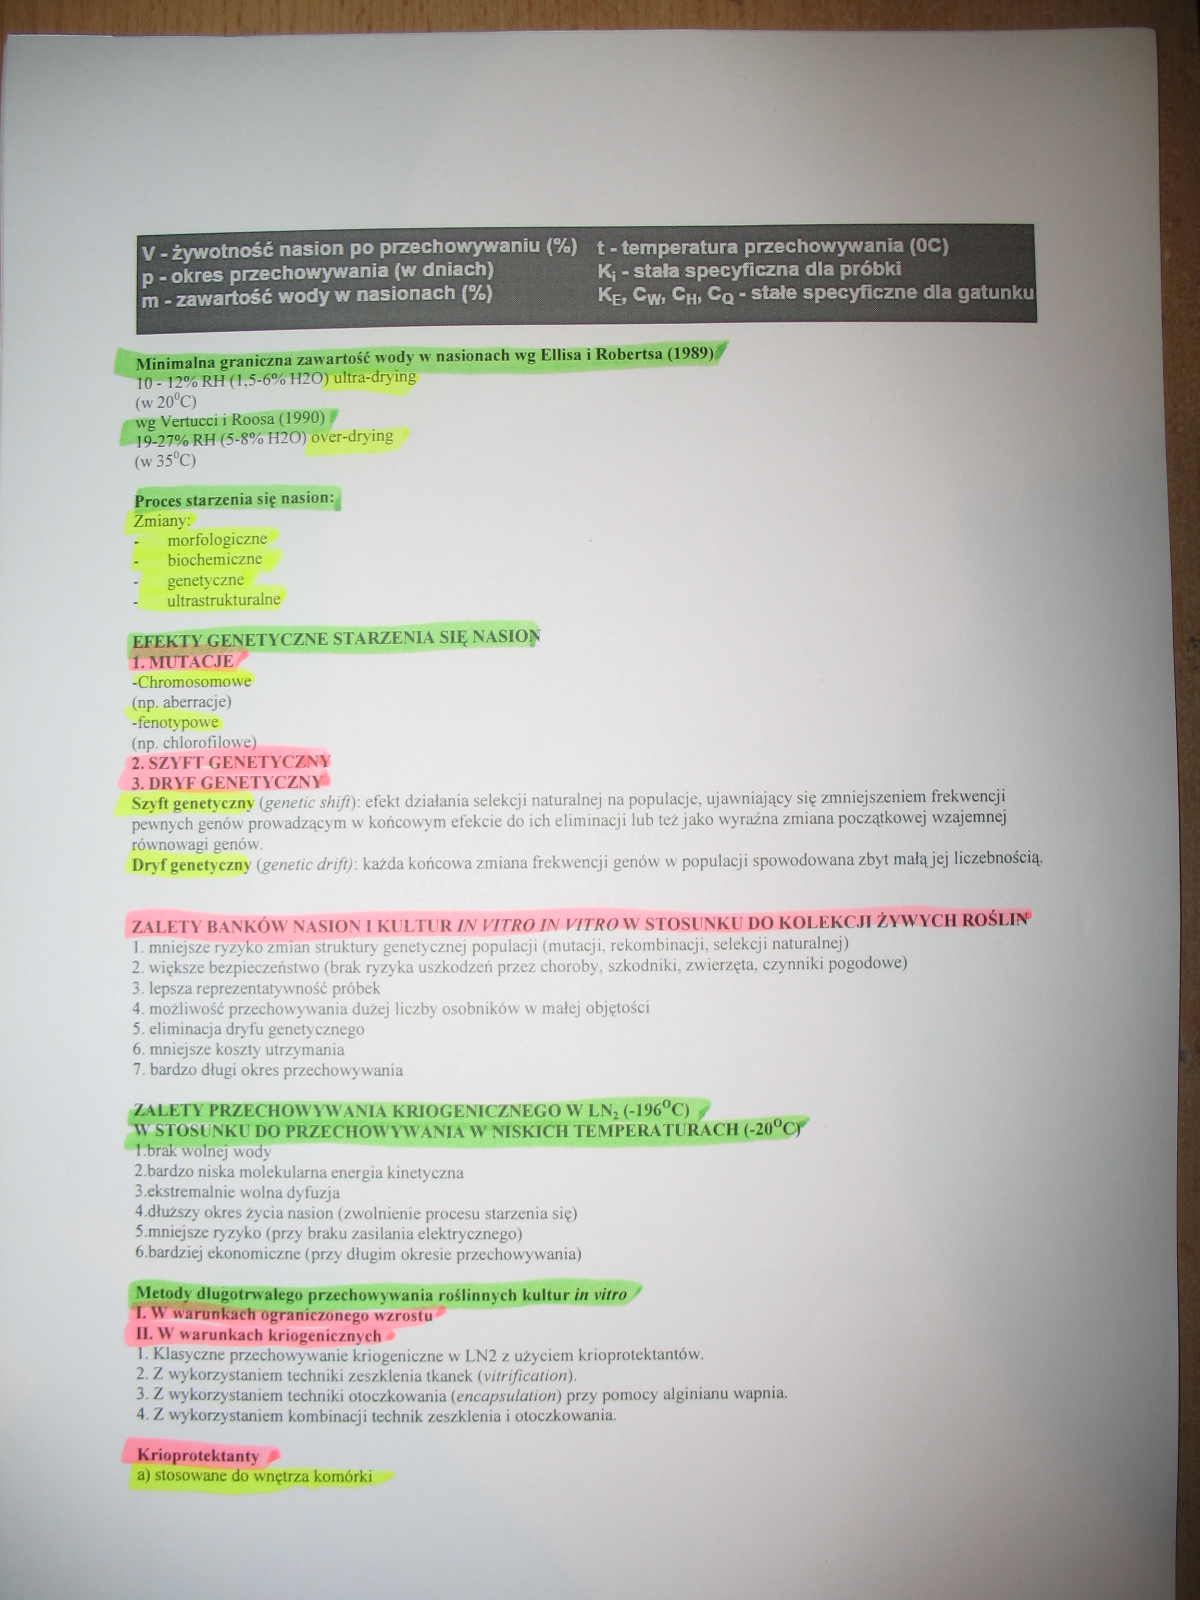 V - żywotność nasion po przechowywaniu (%)
p - okres przechowywania (w dniach)
m - zawartość wody w nasionach (%)
t - temperatura przechowywania (0C)
Ki - stała specyficzna dla próbki
KE, CW, CH, CQ - stałe specyficzne dla gatunku
Minimalna graniczna zawartość wody w nasionach wg Ellisa i Robertsa (1989)
10 - 12% RH (1,5-6% H2O) ultra-drying
(w 20⁰C)
wg Vertucci i Roosa (1990)
19-27% RH (5-8% H2O) over-drying
(w 35⁰C)
Proces starzenia się nasion:
Zmiany:
- morfologiczne
- biochemiczne
- genetyczne
- ultrastrukturalne
EFEKTY GENETYCZNE STARZENIA SIĘ NASION
1. MUTACJE
-Chromosomowe
(np. aberracje)
-fenotypowe
(np. chlorofilowe)
2. SZYFT GENETYCZNY
3. DRYF GENETYCZNY
Szyft genetyczny (genetic shift): efekt działania selekcji naturalnej na populacje, ujawniający się zmniejszeniem frekwencji
pewnych genów prowadzącym w końcowym efekcie do ich eliminacji lub też jako wyraźna zmiana początkowej wzajemnej
równowagi genów.
Dryf genetyczny (genetic drift): każda końcowa zmiana frekwencji genów w populacji spowodowana zbyt małą jej liczebnością.
ZALETY BANKÓW NASION I KULTUR IN VITRO IN VITRO W STOSUNKU DO KOLEKCJI ŻYWYCH ROŚLIN
1. mniejsze ryzyko zmian struktury genetycznej populacji (mutacji, rekombinacji, selekcji naturalnej)
2. większe bezpieczeństwo (brak ryzyka uszkodzeń przez choroby, szkodniki, zwierzęta, czynniki pogodowe)
3. lepsza reprezentatywność próbek
4. możliwość przechowywania dużej liczby osobników w małej objętości
5. eliminacja dryfu genetycznego
6. mniejsze koszty utrzymania
7. bardzo długi okres przechowywania
ZALETY PRZECHOWYWANIA KRIOGENICZNEGO W LN₂ (-196⁰C)
W STOSUNKU DO PRZECHOWYWANIA W NISKICH TEMPERATURACH (-20⁰C)
1.brak wolnej wody
2.bardzo niska molekularna energia kinetyczna
3.ekstremalnie wolna dyfuzja
4.dłuższy okres życia nasion (zwolnienie procesu starzenia się)
5.mniejsze ryzyko (przy braku zasilania elektrycznego)
6.bardziej ekonomiczne (przy długim okresie przechowywania)
Metody długotrwałego przechowywania roślinnych kultur in vitro
I. W warunkach ograniczonego wzrostu
II. W warunkach kriogenicznych
1. Klasyczne przechowywanie kriogeniczne w LN2 z użyciem krioprotektantów.
2. Z wykorzystaniem techniki zeszklenia tkanek (vitrification).
3. Z wykorzystaniem techniki otoczkowania (encapsulation) przy pomocy alginianu wapnia.
4. Z wykorzystaniem kombinacji technik zeszklenia i otoczkowania.
Krioprotektanty
a) stosowane do wnętrza komórki